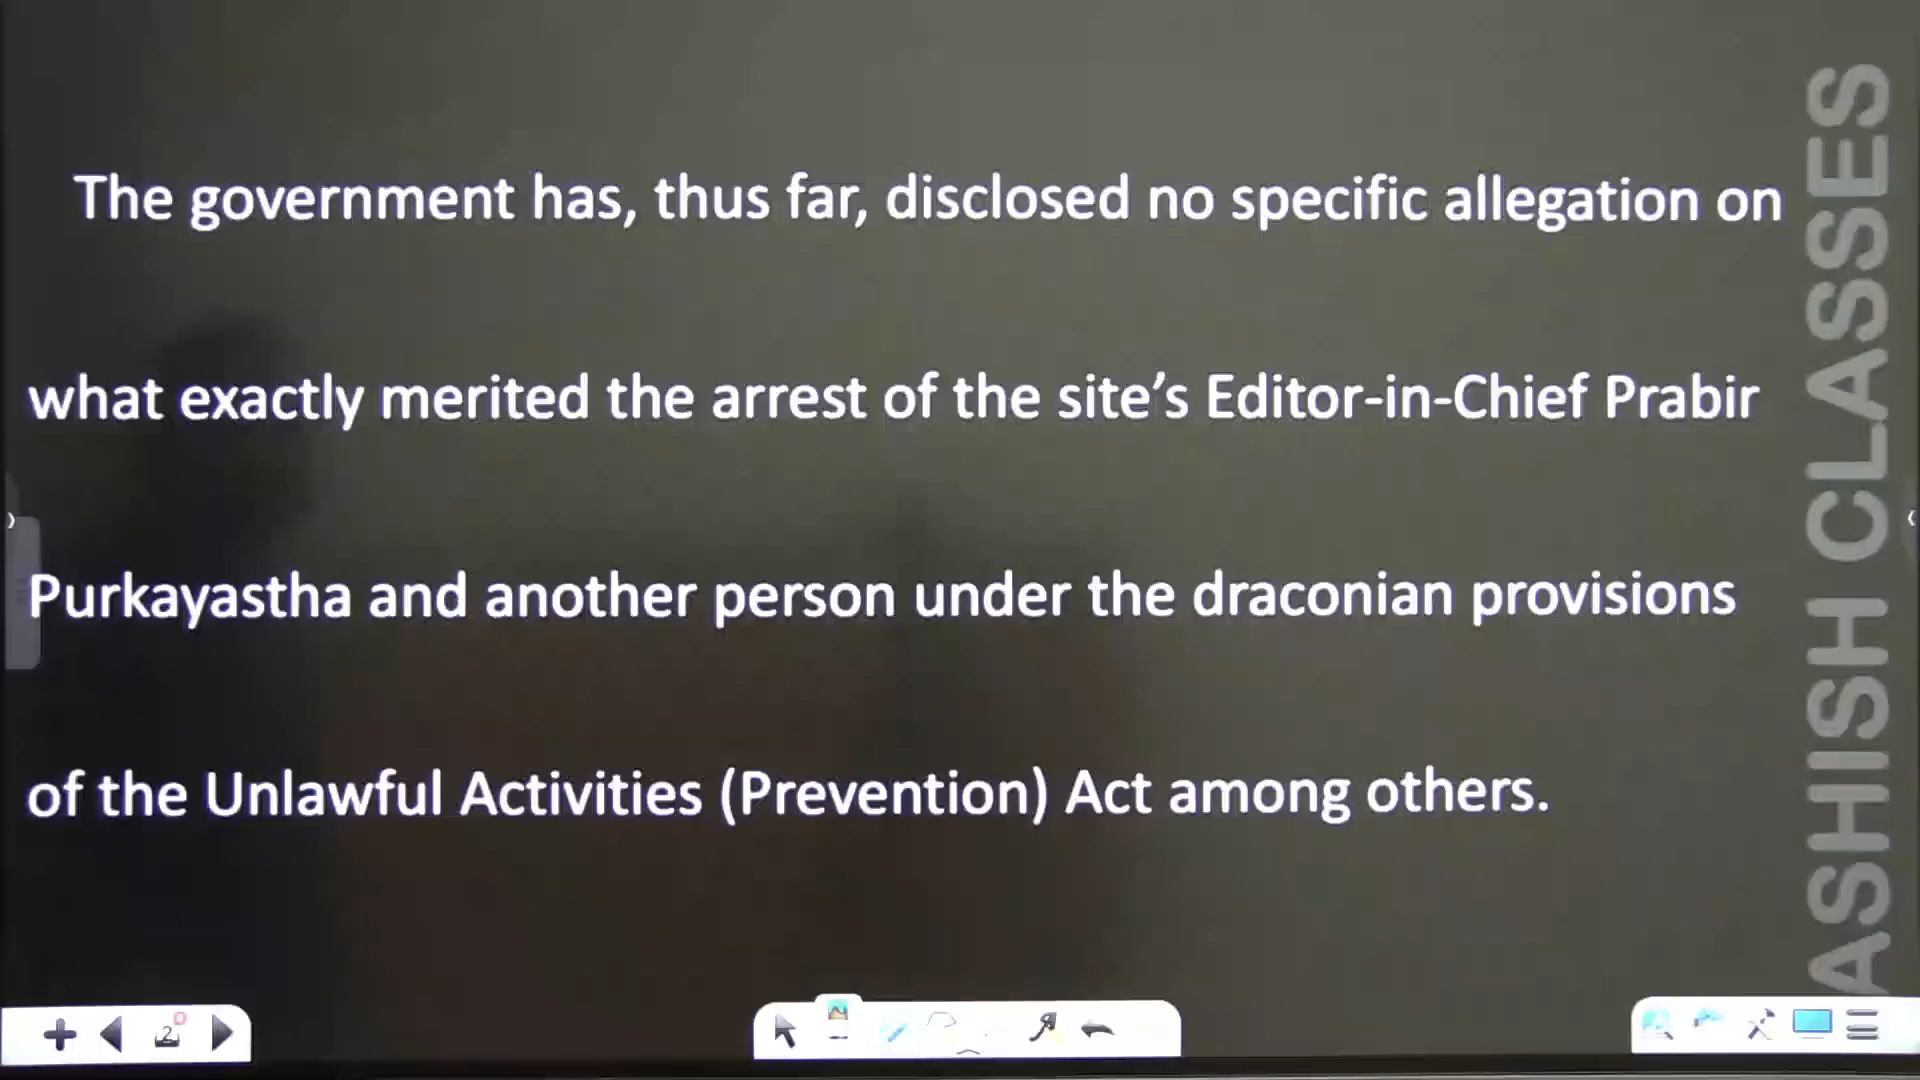 The government has, thus far, disclosed no specific allegation on
what exactly merited the arrest of the site's Editor-in-Chief Prabir
Purkayastha and another person under the draconian provisions
of the Unlawful Activities (Prevention) Act among others.
ASHISH CLASSES
2